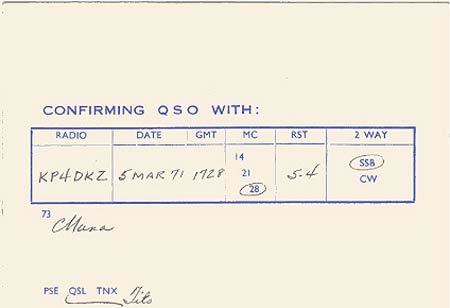 CONFIRMING QSO WITH:
RADIO DATE GMT MC RST 2 WAY
14
KP4DKZ 5 MAR 71 1728 21 5-4 SSB
28 CW
73
PSE QSL TNX Tito